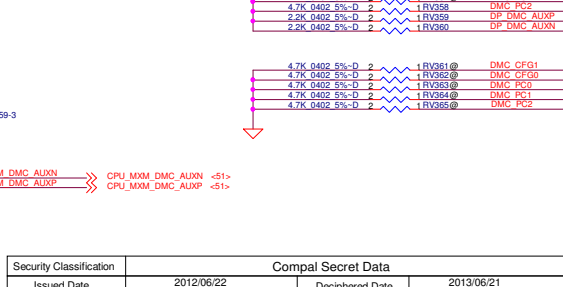 4.7K_0402_5%~D 2 1 RV358 DMC_PC2
2.2K_0402_5%~D 2 1 RV359 DP_DMC_AUXP
2.2K_0402_5%~D 2 1 RV360 DP_DMC_AUXN
4.7K_0402_5%~D 2 1 RV361@ DMC_CFG1
4.7K_0402_5%~D 2 1 RV362@ DMC_CFG0
4.7K_0402_5%~D 2 1 RV363@ DMC_PC0
4.7K_0402_5%~D 2 1 RV364@ DMC_PC1
4.7K_0402_5%~D 2 1 RV365@ DMC_PC2
59-3
M_DMC_AUXN CPU_MXM_DMC_AUXN <51>
M_DMC_AUXP CPU_MXM_DMC_AUXP <51>
Security Classification Compal Secret Data
Issued Date 2012/06/22 Deciphered Date 2013/06/21